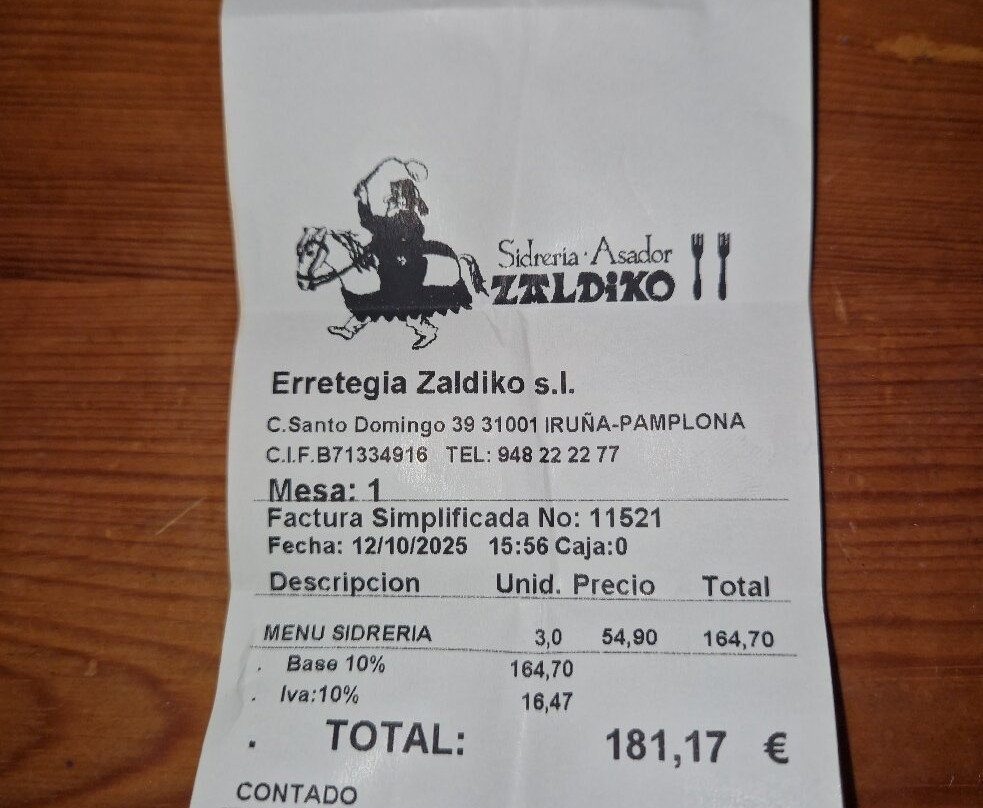 Sidrería · Asador
ZALDiKO
Erretegia Zaldiko s.l.
C.Santo Domingo 39 31001 IRUÑA-PAMPLONA
C.I.F.B71334916 TEL: 948 22 22 77
Mesa: 1
Factura Simplificada No: 11521
Fecha: 12/10/2025 15:56 Caja:0
Descripcion Unid. Precio Total
MENU SIDRERIA 3,0 54,90 164,70
. Base 10% 164,70
. Iva:10% 16,47
. TOTAL: 181,17 €
CONTADO